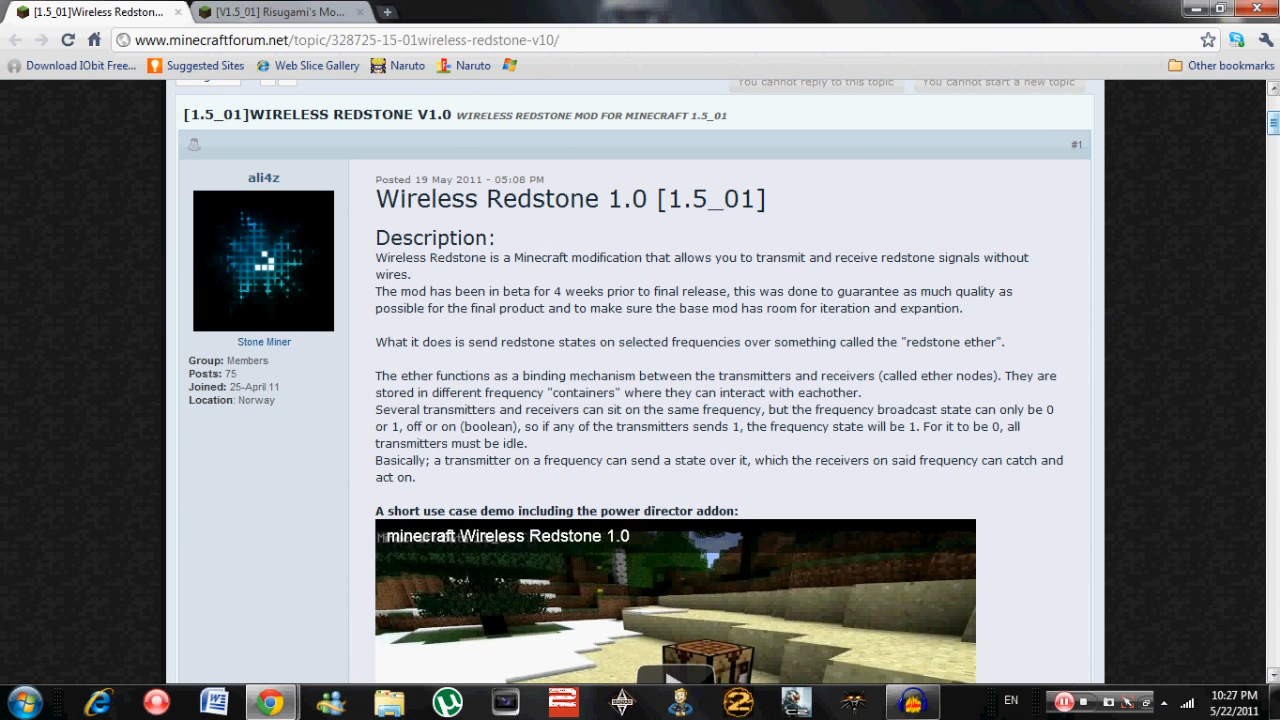 [1.5_01]Wireless Redston...
[V1.5_01] Risugami's Mo...
www.minecraftforum.net/topic/328725-15-01wireless-redstone-v10/
Download IObit Free...
Suggested Sites
Web Slice Gallery
Naruto
Naruto
Other bookmarks
You cannot reply to this topic
You cannot start a new topic
[1.5_01]WIRELESS REDSTONE V1.0 WIRELESS REDSTONE MOD FOR MINECRAFT 1.5_01
#1
ali4z
Stone Miner
Group: Members
Posts: 75
Joined: 25-April 11
Location: Norway
Posted 19 May 2011 - 05:08 PM
Wireless Redstone 1.0 [1.5_01]
Description:
Wireless Redstone is a Minecraft modification that allows you to transmit and receive redstone signals without
wires.
The mod has been in beta for 4 weeks prior to final release, this was done to guarantee as much quality as
possible for the final product and to make sure the base mod has room for iteration and expantion.
What it does is send redstone states on selected frequencies over something called the "redstone ether".
The ether functions as a binding mechanism between the transmitters and receivers (called ether nodes). They are
stored in different frequency "containers" where they can interact with eachother.
Several transmitters and receivers can sit on the same frequency, but the frequency broadcast state can only be 0
or 1, off or on (boolean), so if any of the transmitters sends 1, the frequency state will be 1. For it to be 0, all
transmitters must be idle.
Basically; a transmitter on a frequency can send a state over it, which the receivers on said frequency can catch and
act on.
A short use case demo including the power director addon:
minecraft Wireless Redstone 1.0
EN
10:27 PM
5/22/2011